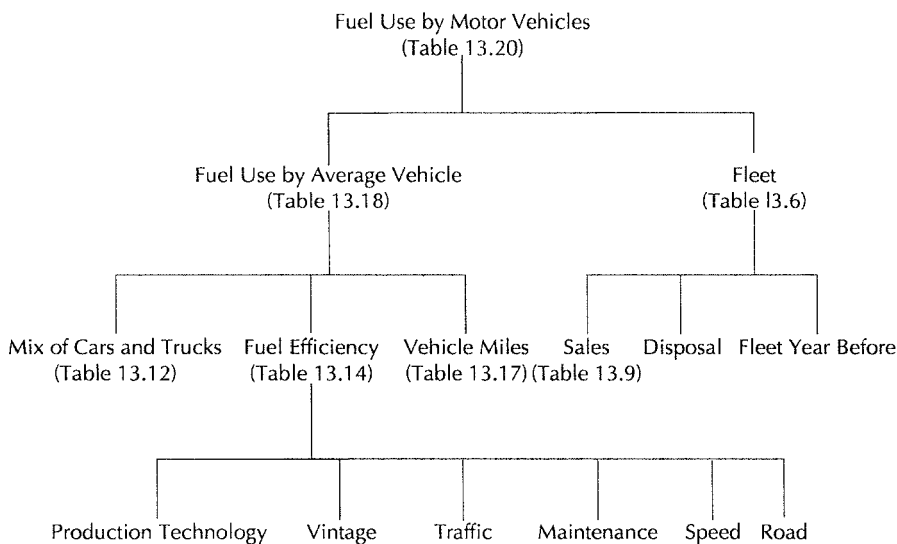 Fuel Use by Motor Vehicles
(Table 13.20)
Fuel Use by Average Vehicle
(Table 13.18)
Fleet
(Table l3.6)
Mix of Cars and Trucks
(Table 13.12)
Fuel Efficiency
(Table 13.14)
Vehicle Miles
(Table 13.17)
Sales
(Table 13.9)
Disposal
Fleet Year Before
Production Technology
Vintage
Traffic
Maintenance
Speed
Road